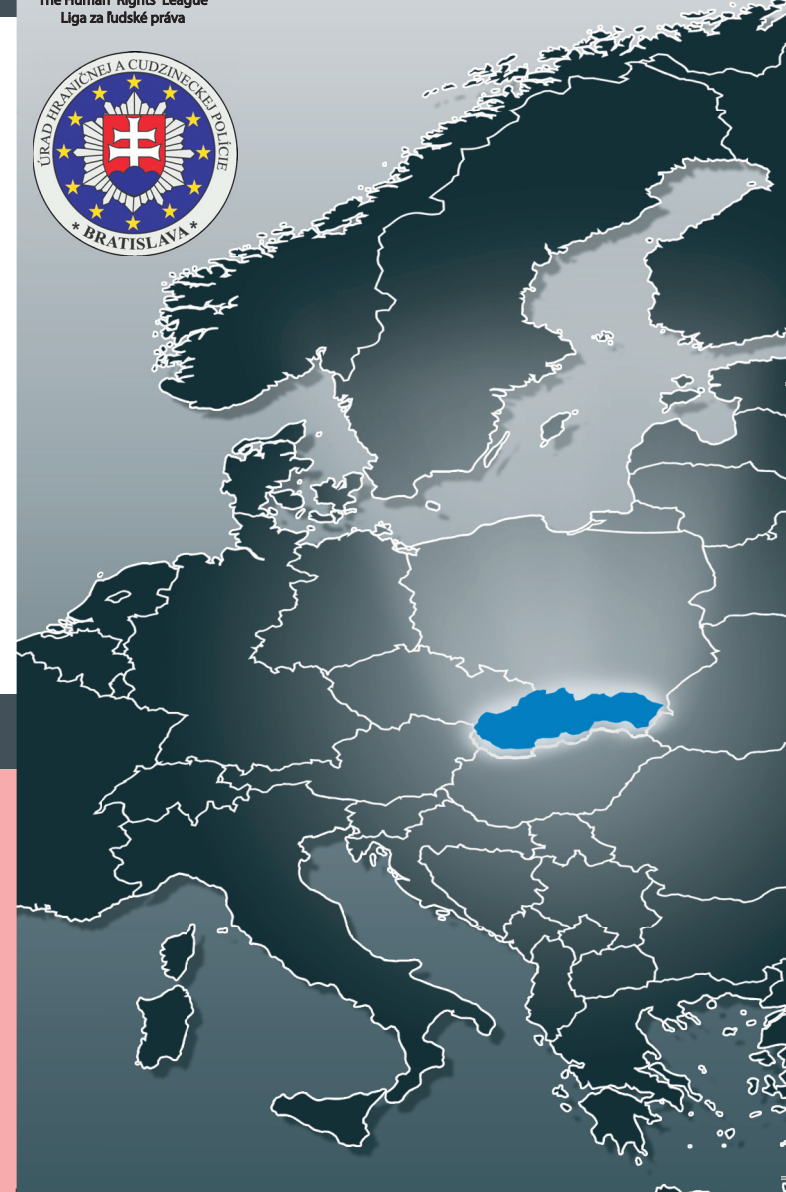 The Human Rights League
Liga za ľudské práva
ÚRAD HRANIČNEJ A CUDZINECKEJ POLÍCIE
* BRATISLAVA *